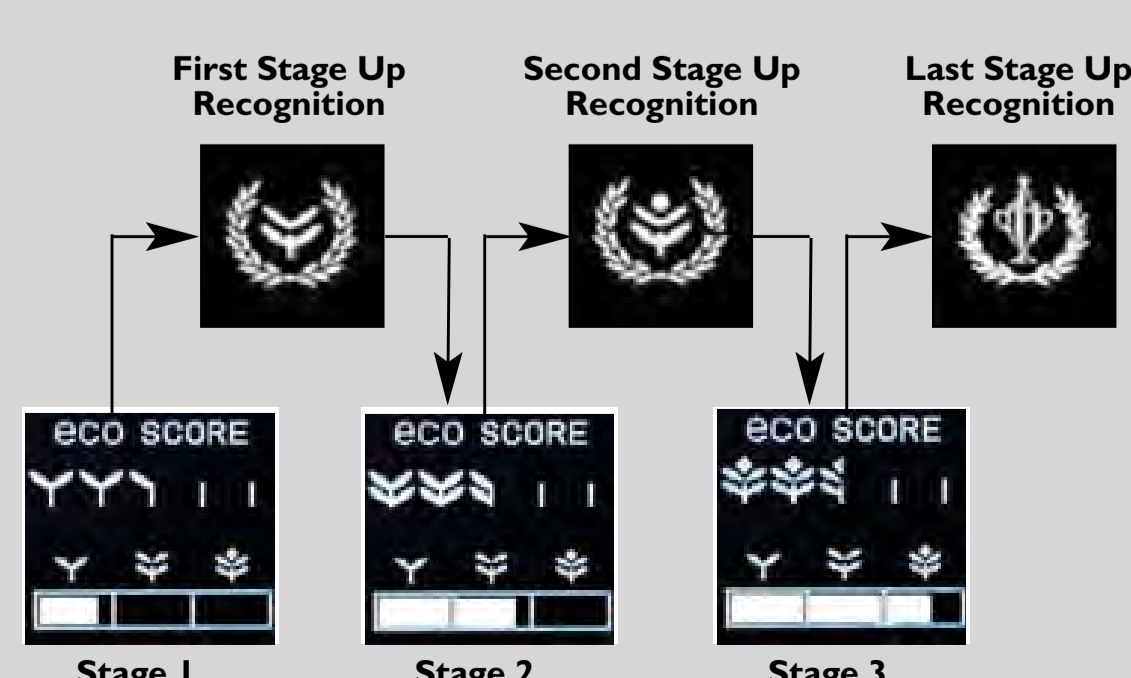 First Stage Up
Recognition
Second Stage Up
Recognition
Last Stage Up
Recognition
eco SCORE
eco SCORE
eco SCORE
Stage 1
Stage 2
Stage 3